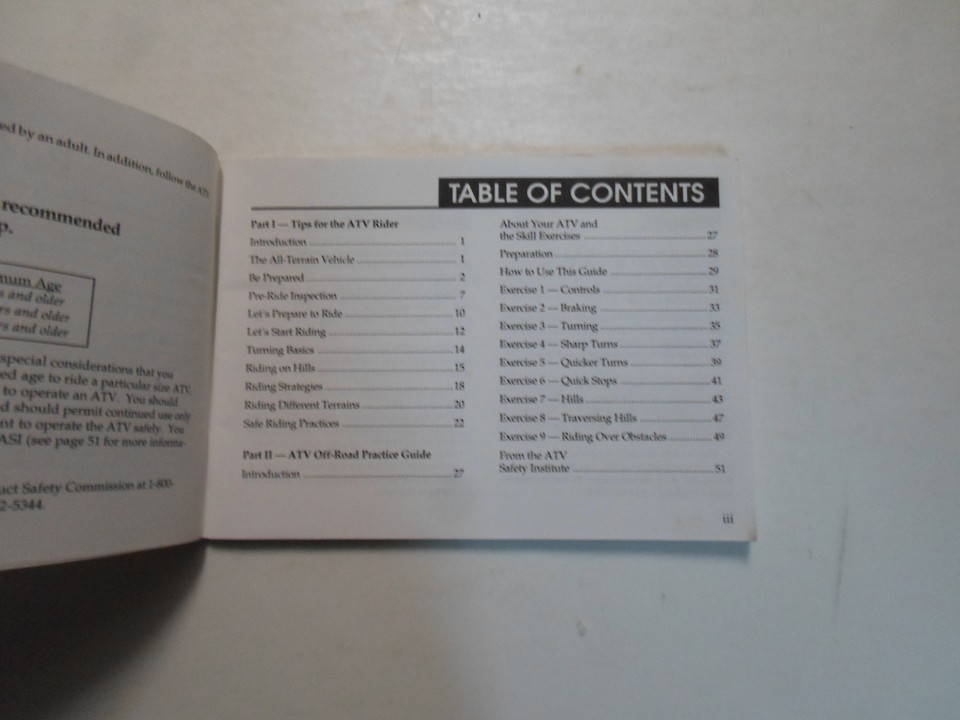 ed by an adult. In addition, follow the ATV
recommended
p.
num Age
s and older
rs and older
rs and older
special considerations that you
ed age to ride a particular size ATV.
to operate an ATV. You should
d should permit continued use only
nt to operate the ATV safely. You
ASI (see page 51 for more informa-
uct Safety Commission at 1-800-
2-5344.
TABLE OF CONTENTS
Part I — Tips for the ATV Rider
Introduction 1
The All-Terrain Vehicle 1
Be Prepared 2
Pre-Ride Inspection 7
Let's Prepare to Ride 10
Let's Start Riding 12
Turning Basics 14
Riding on Hills 15
Riding Strategies 18
Riding Different Terrains 20
Safe Riding Practices 22
Part II — ATV Off-Road Practice Guide
Introduction 27
About Your ATV and
the Skill Exercises 27
Preparation 28
How to Use This Guide 29
Exercise 1 — Controls 31
Exercise 2 — Braking 33
Exercise 3 — Turning 35
Exercise 4 — Sharp Turns 37
Exercise 5 — Quicker Turns 39
Exercise 6 — Quick Stops 41
Exercise 7 — Hills 43
Exercise 8 — Traversing Hills 47
Exercise 9 — Riding Over Obstacles 49
From the ATV
Safety Institute 51
iii